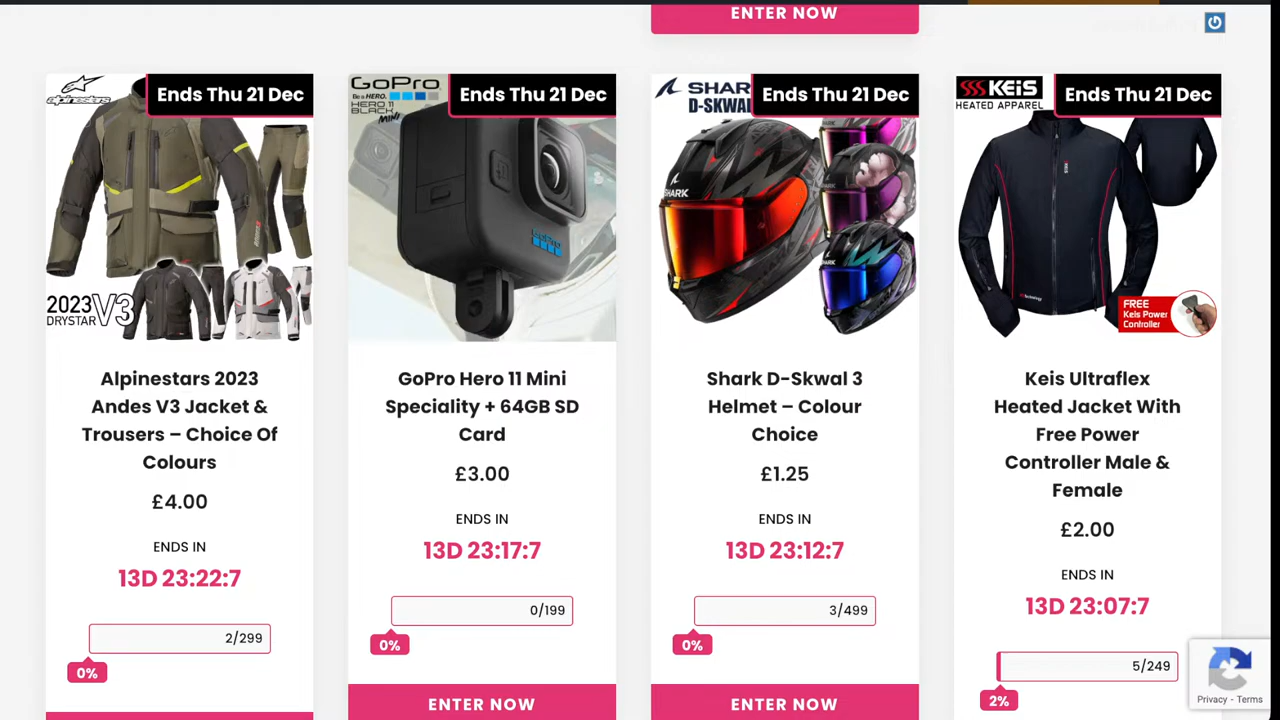 ENTER NOW
alpinestars
Ends Thu 21 Dec
2023
DRYSTAR V3
Alpinestars 2023
Andes V3 Jacket &
Trousers – Choice Of
Colours
£4.00
ENDS IN
13D 23:22:7
2/299
0%
GoPro
Be a HERO.
HERO 11
BLACK
MINI
Ends Thu 21 Dec
GoPro
GoPro Hero 11 Mini
Speciality + 64GB SD
Card
£3.00
ENDS IN
13D 23:17:7
0/199
0%
ENTER NOW
SHAR
D-SKWAL
Ends Thu 21 Dec
SHARK
SHARK
Shark D-Skwal 3
Helmet – Colour
Choice
£1.25
ENDS IN
13D 23:12:7
3/499
0%
ENTER NOW
KEIS
HEATED APPAREL
Ends Thu 21 Dec
FREE
Keis Power
Controller
Keis Ultraflex
Heated Jacket With
Free Power
Controller Male &
Female
£2.00
ENDS IN
13D 23:07:7
5/249
2%
Privacy - Terms